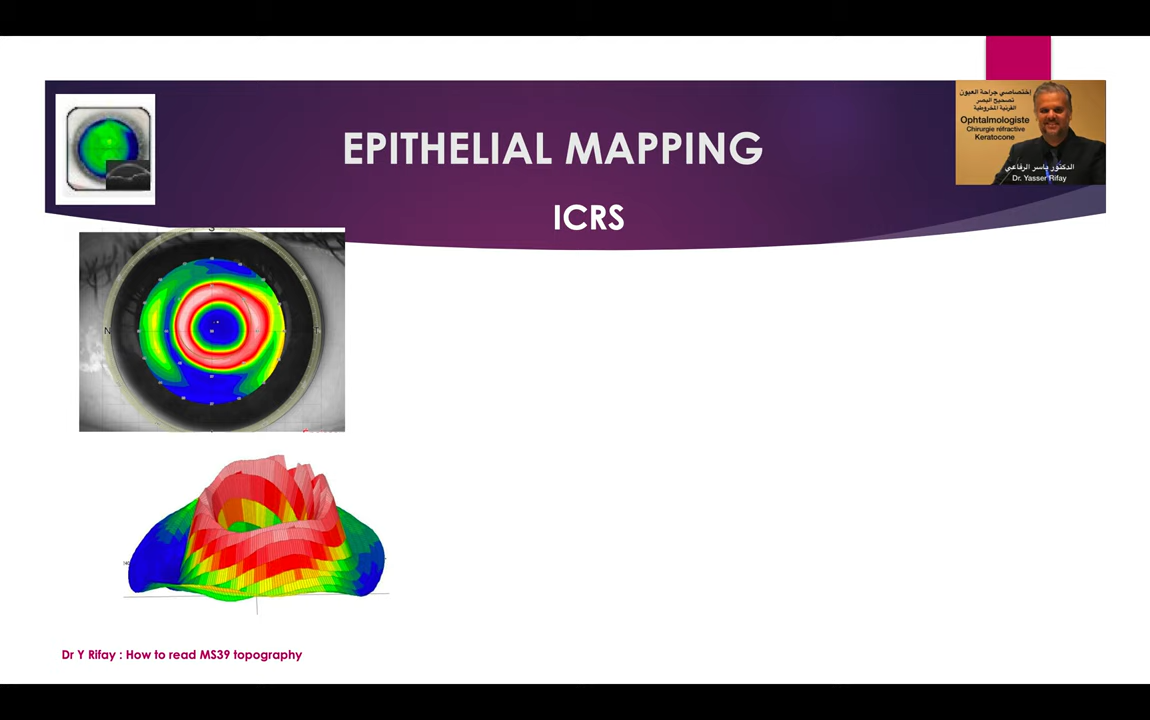 EPITHELIAL MAPPING
ICRS
إختصاصي جراحة العيون
تصحيح البصر
القرنية المخروطية
Ophtalmologiste
Chirurgie réfractive
Keratocone
الدكتور ياسر الرفاعي
Dr. Yasser Rifay
S
N
T
Dr Y Rifay : How to read MS39 topography